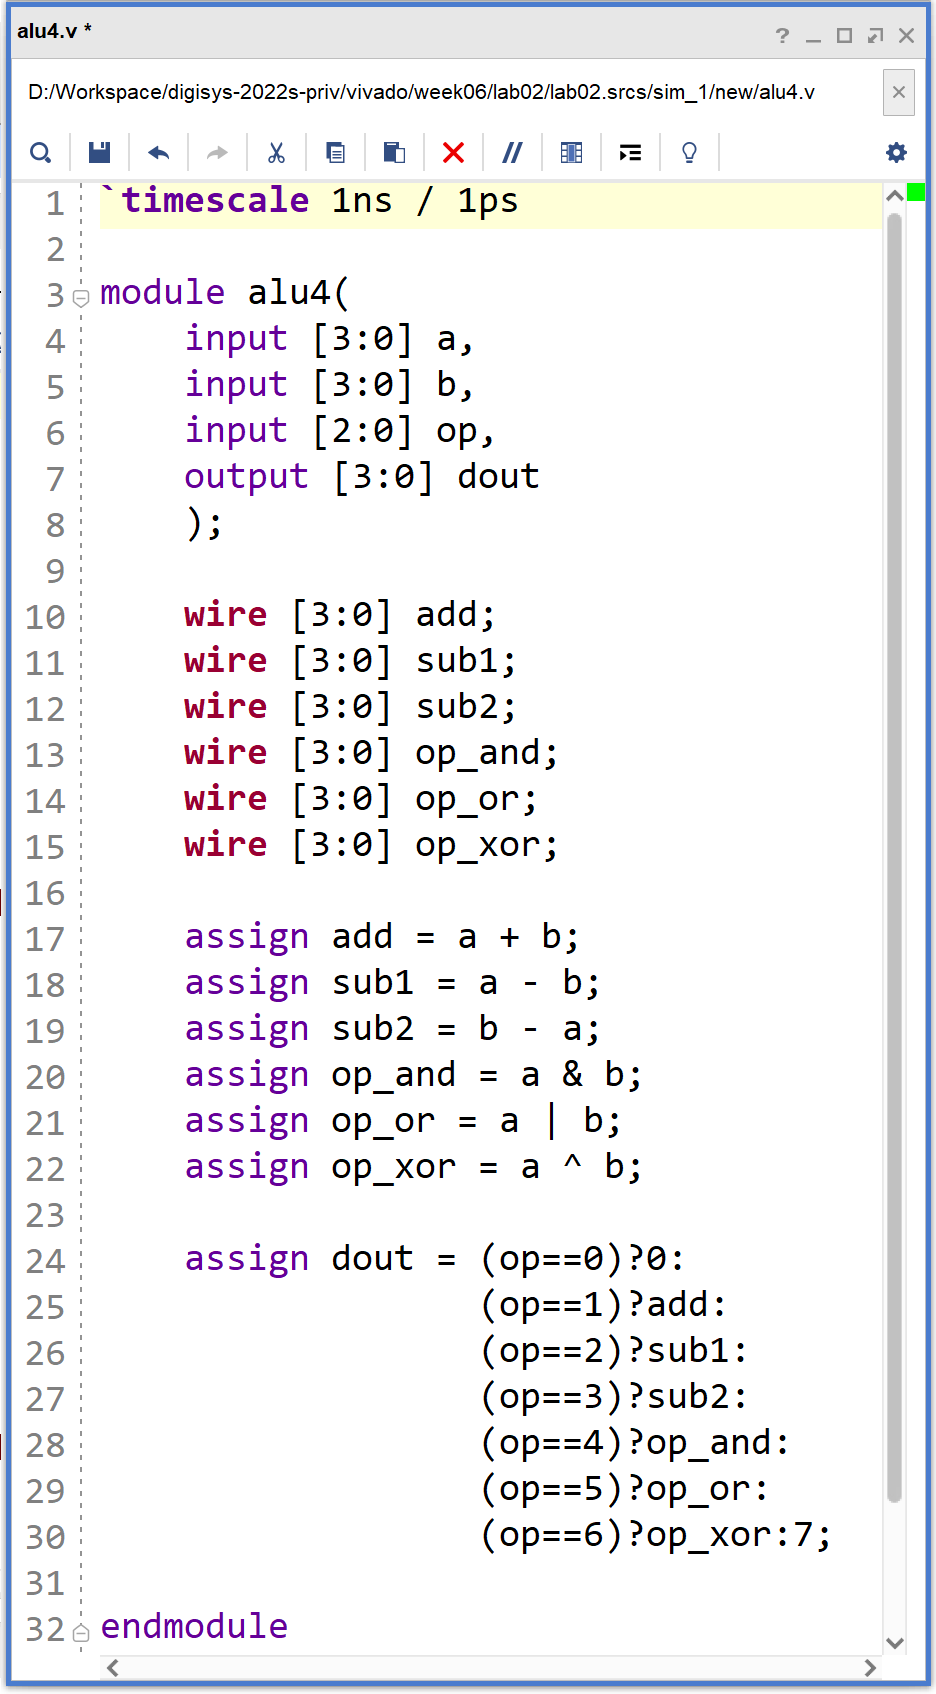 alu4.v *
D:/Workspace/digisys-2022s-priv/vivado/week06/lab02/lab02.srcs/sim_1/new/alu4.v
1 `timescale 1ns / 1ps
2
3 module alu4(
4     input [3:0] a,
5     input [3:0] b,
6     input [2:0] op,
7     output [3:0] dout
8     );
9
10     wire [3:0] add;
11     wire [3:0] sub1;
12     wire [3:0] sub2;
13     wire [3:0] op_and;
14     wire [3:0] op_or;
15     wire [3:0] op_xor;
16
17     assign add = a + b;
18     assign sub1 = a - b;
19     assign sub2 = b - a;
20     assign op_and = a & b;
21     assign op_or = a | b;
22     assign op_xor = a ^ b;
23
24     assign dout = (op==0)?0:
25                   (op==1)?add:
26                   (op==2)?sub1:
27                   (op==3)?sub2:
28                   (op==4)?op_and:
29                   (op==5)?op_or:
30                   (op==6)?op_xor:7;
31
32 endmodule